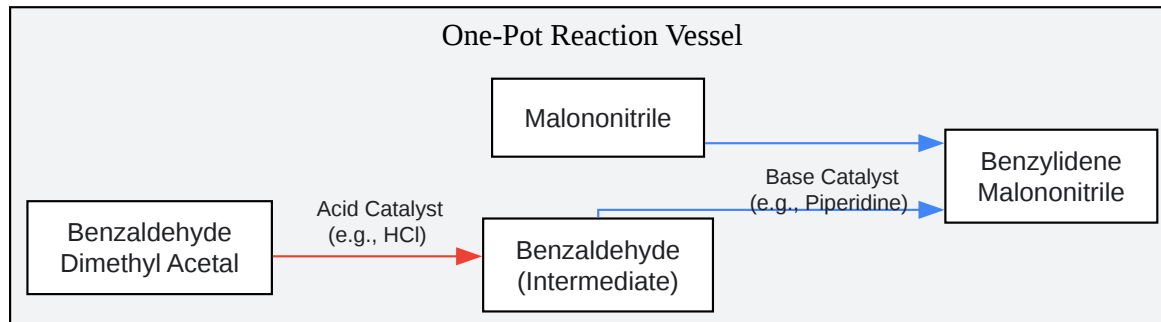 One-Pot Reaction Vessel
Malononitrile
Benzylidene
Malononitrile
Base Catalyst
(e.g., Piperidine)
Acid Catalyst
(e.g., HCl)
Benzaldehyde
Dimethyl Acetal
Benzaldehyde
(Intermediate)